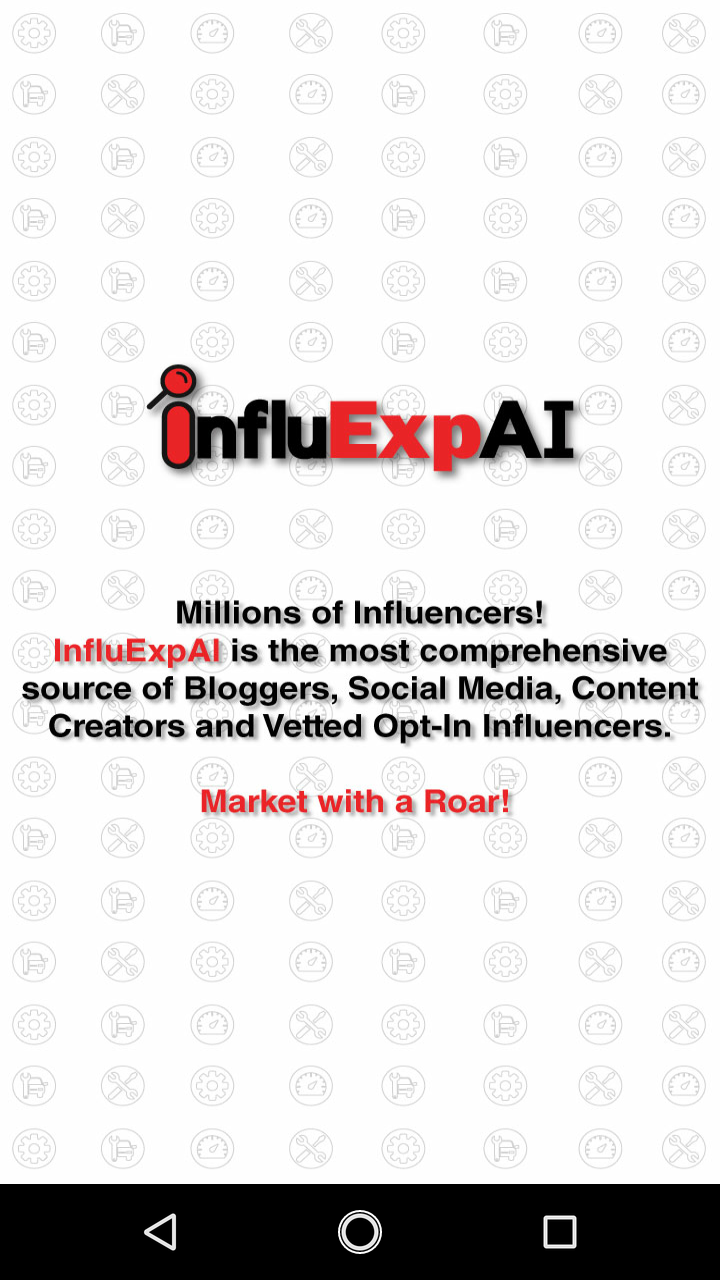 influExpAI
Millions of Influencers!
InfluExpAI is the most comprehensive
source of Bloggers, Social Media, Content
Creators and Vetted Opt-In Influencers.
Market with a Roar!